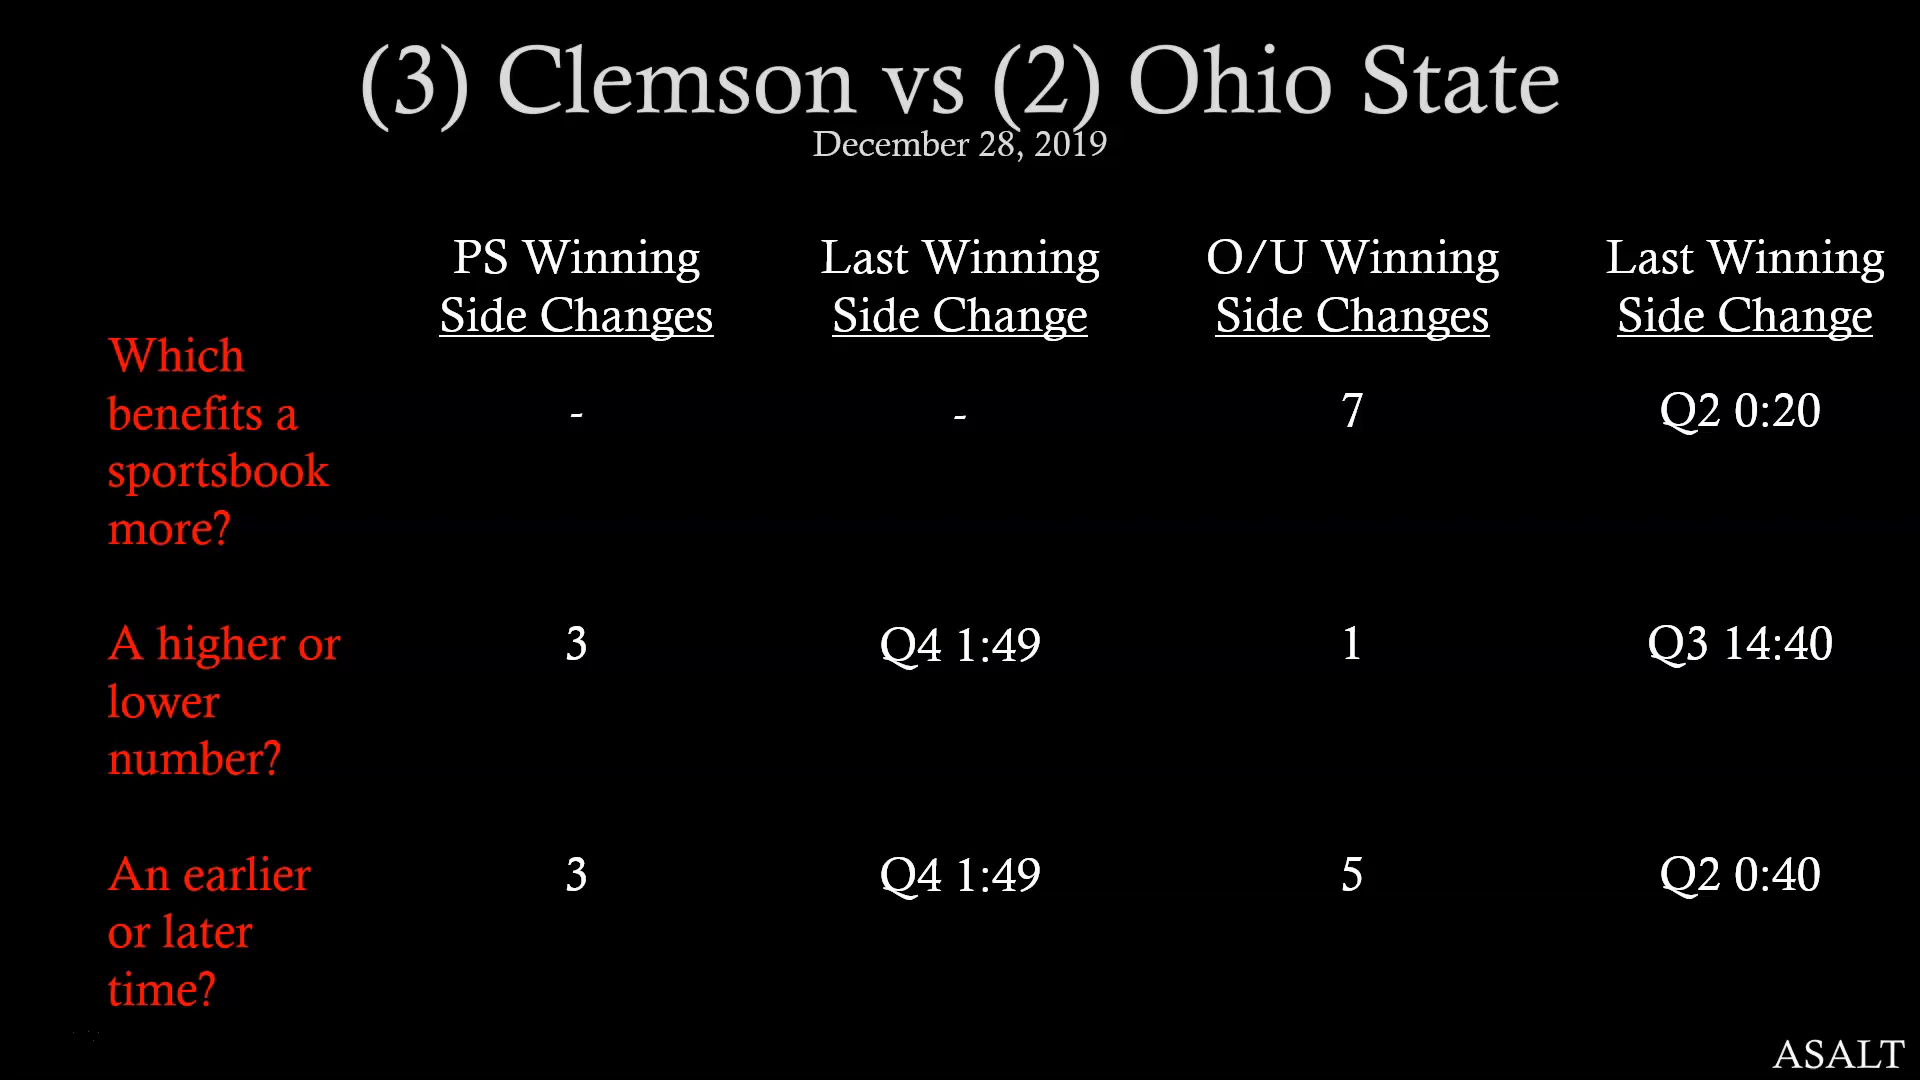 (3) Clemson vs (2) Ohio State
December 28, 2019
PS Winning Last Winning O/U Winning Last Winning
Side Changes Side Change Side Changes Side Change
Which
benefits a - - 7 Q2 0:20
sportsbook
more?
A higher or 3 Q4 1:49 1 Q3 14:40
lower
number?
An earlier 3 Q4 1:49 5 Q2 0:40
or later
time?
ASALT